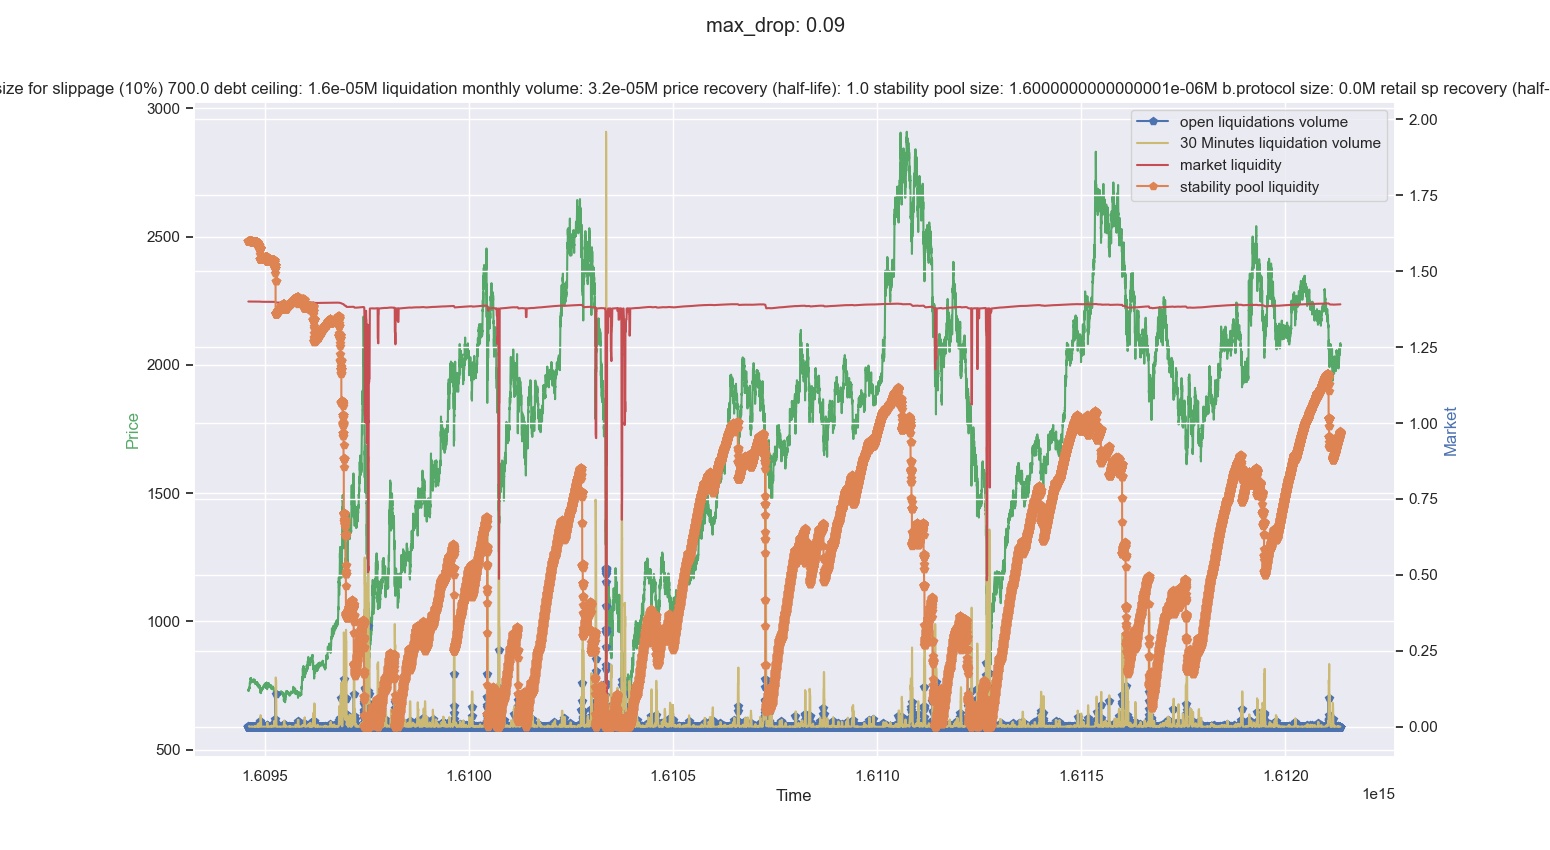 max_drop: 0.09
size for slippage (10%) 700.0 debt ceiling: 1.6e-05M liquidation monthly volume: 3.2e-05M price recovery (half-life): 1.0 stability pool size: 1.6000000000000001e-06M b.protocol size: 0.0M retail sp recovery (half-
open liquidations volume
30 Minutes liquidation volume
market liquidity
stability pool liquidity
3000
2500
2000
1500
1000
500
Price
2.00
1.75
1.50
1.25
1.00
0.75
0.50
0.25
0.00
Market
1.6095 1.6100 1.6105 1.6110 1.6115 1.6120
1e15
Time